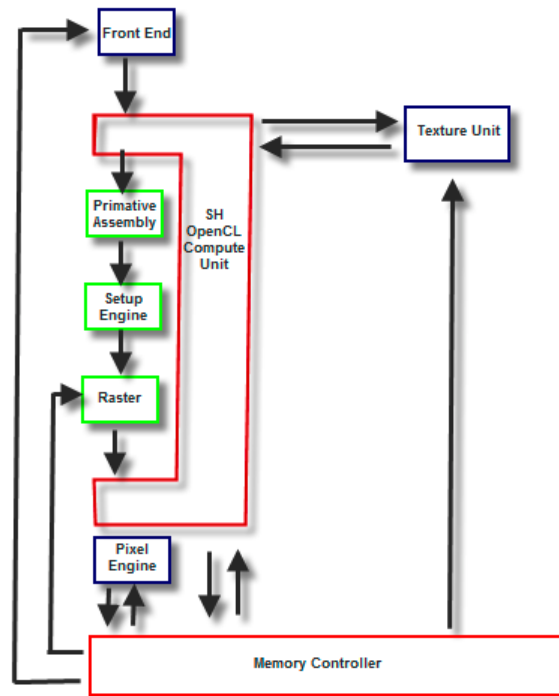 Front End
Texture Unit
Primative
Assembly
SH
OpenCL
Compute
Unit
Setup
Engine
Raster
Pixel
Engine
Memory Controller